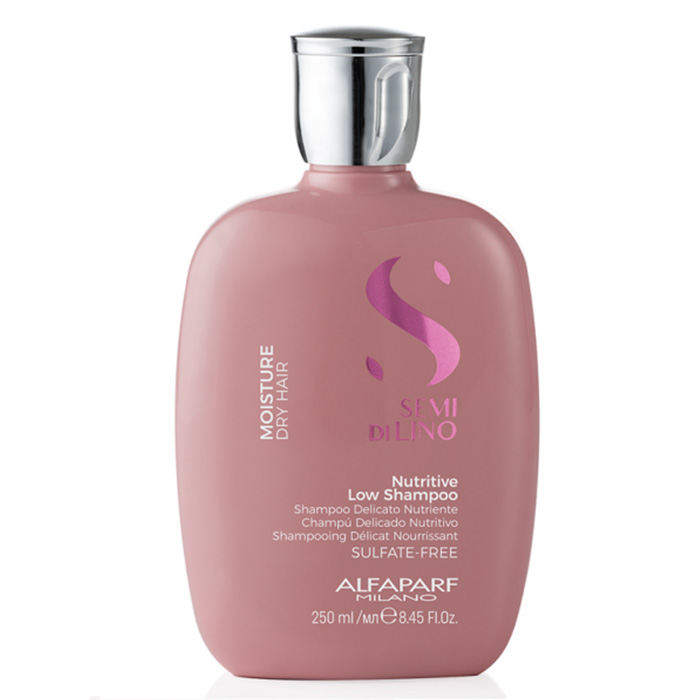 MOISTURE
DRY HAIR
SEMI
DI LINO
Nutritive
Low Shampoo
Shampoo Delicato Nutriente
Champú Delicado Nutritivo
Shampooing Délicat Nourrissant
SULFATE-FREE
ALFAPARF
MILANO
250 ml /мл℮8.45 Fl.Oz.